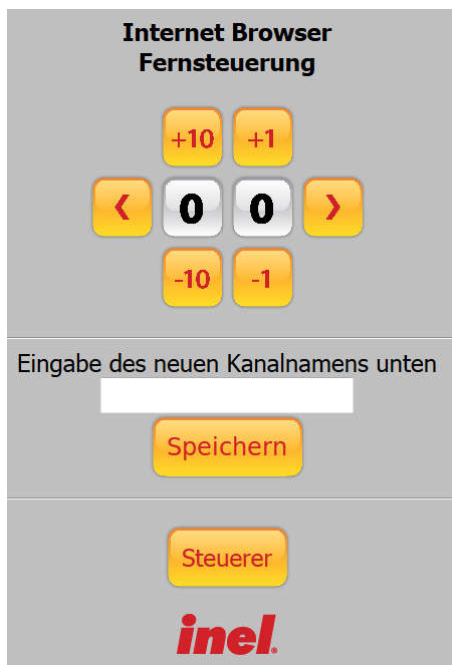 Internet Browser
Fernsteuerung
+10 +1
‹ 0 0 ›
-10 -1
Eingabe des neuen Kanalnamens unten
Speichern
Steuerer
inel.